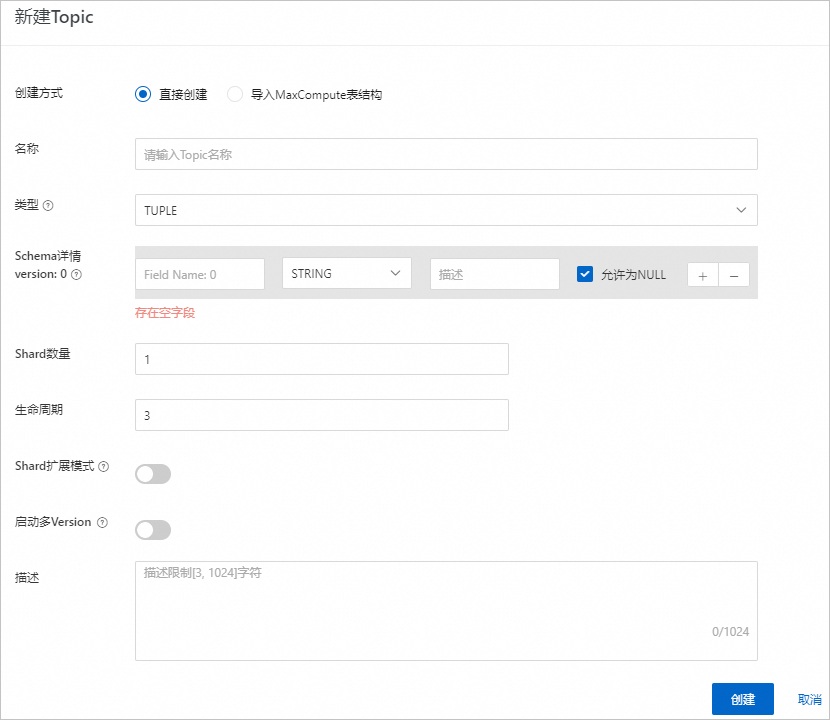 新建Topic
创建方式 直接创建 导入MaxCompute表结构
名称 请输入Topic名称
类型 TUPLE
Schema详情
version: 0 Field Name: 0 STRING 描述 允许为NULL + −
存在空字段
Shard数量 1
生命周期 3
Shard扩展模式
启动多Version
描述 描述限制[3, 1024]字符
0/1024
创建 取消